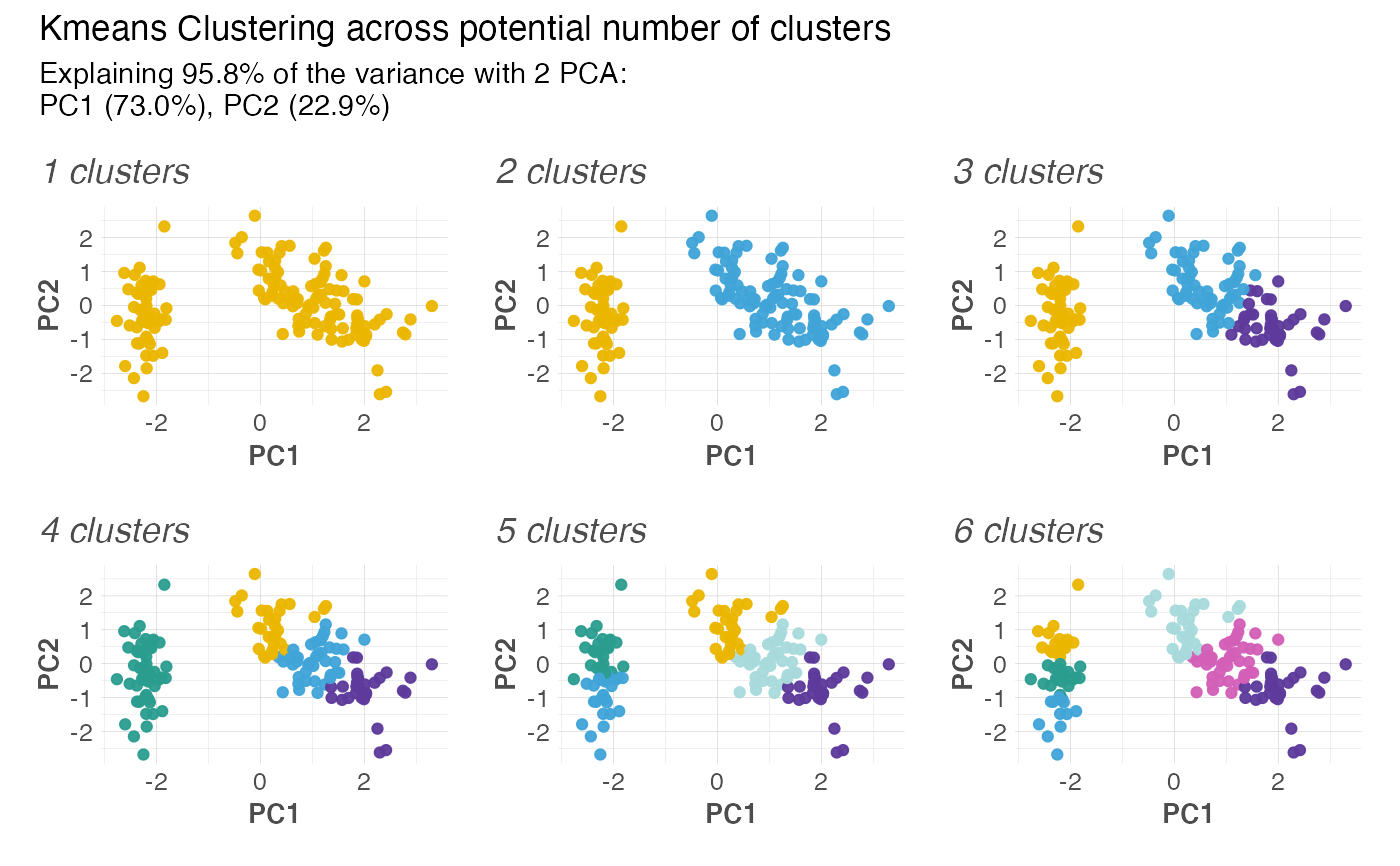 Kmeans Clustering across potential number of clusters
Explaining 95.8% of the variance with 2 PCA:
PC1 (73.0%), PC2 (22.9%)
1 clusters
2 clusters
3 clusters
PC2
2
1
0
-1
-2
-2
0
2
PC1
PC2
2
1
0
-1
-2
-2
0
2
PC1
PC2
2
1
0
-1
-2
-2
0
2
PC1
4 clusters
5 clusters
6 clusters
PC2
2
1
0
-1
-2
-2
0
2
PC1
PC2
2
1
0
-1
-2
-2
0
2
PC1
PC2
2
1
0
-1
-2
-2
0
2
PC1